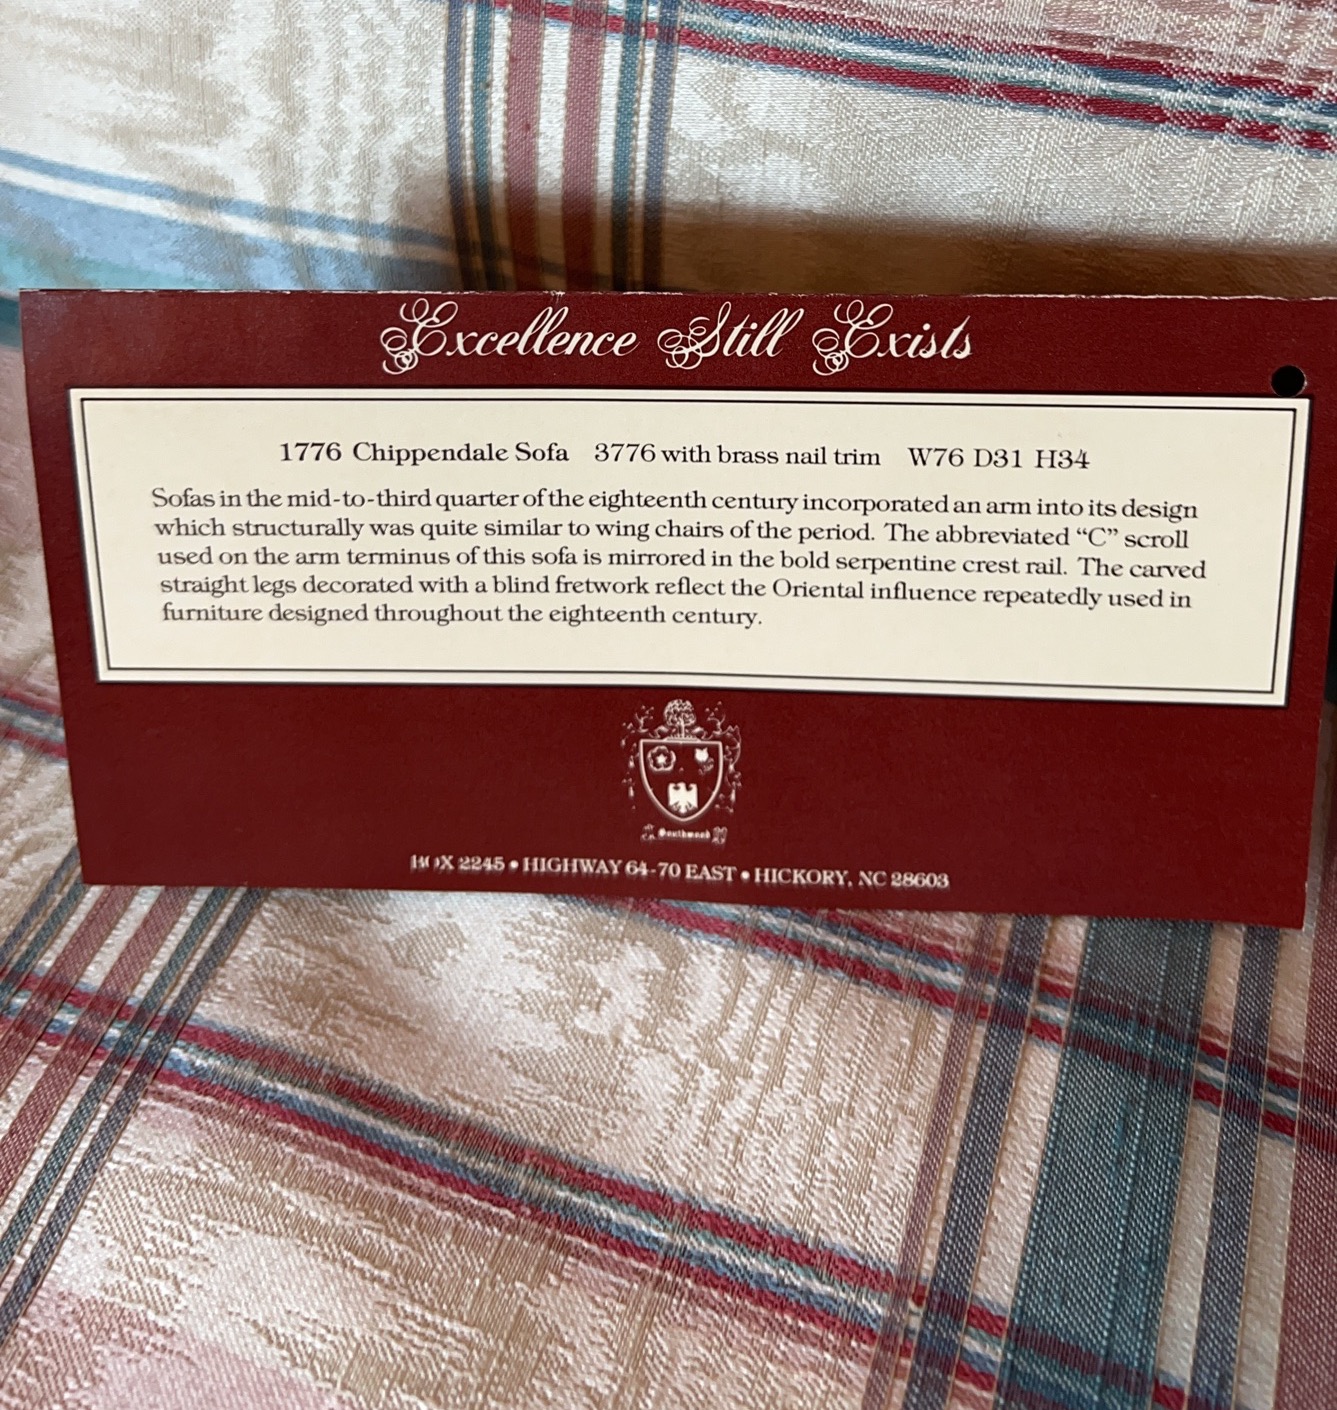 Excellence Still Exists
1776 Chippendale Sofa 3776 with brass nail trim W76 D31 H34
Sofas in the mid-to-third quarter of the eighteenth century incorporated an arm into its design
which structurally was quite similar to wing chairs of the period. The abbreviated “C” scroll
used on the arm terminus of this sofa is mirrored in the bold serpentine crest rail. The carved
straight legs decorated with a blind fretwork reflect the Oriental influence repeatedly used in
furniture designed throughout the eighteenth century.
Southwood
BOX 2245 • HIGHWAY 64-70 EAST • HICKORY, NC 28603